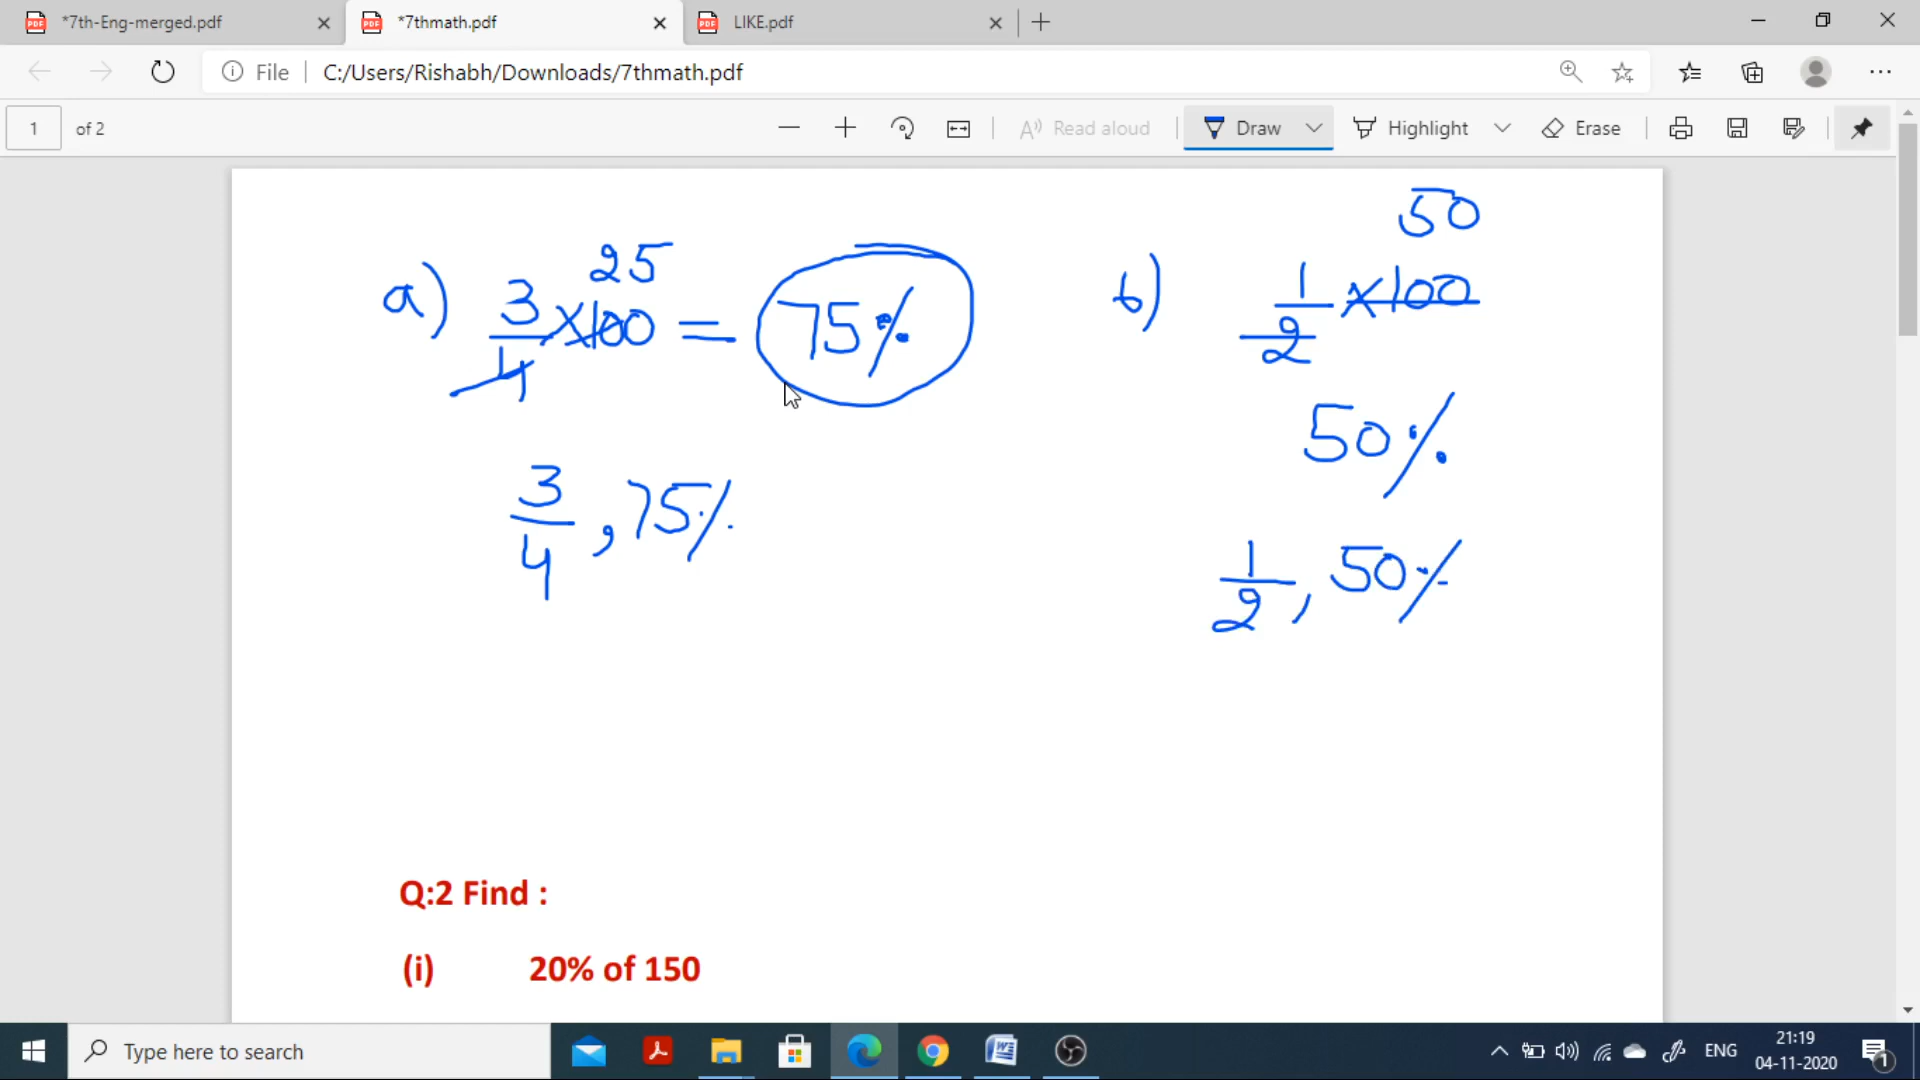 *7th-Eng-merged.pdf
*7thmath.pdf
LIKE.pdf
File
C:/Users/Rishabh/Downloads/7thmath.pdf
1
of 2
Read aloud
Draw
Highlight
Erase
a) 3/4 × 100 25 = 75%
3/4 , 75%
b) 1/2 × 100 50
50%
1/2 , 50%
Q:2 Find :
(i) 20% of 150
Type here to search
ENG
21:19
04-11-2020
1